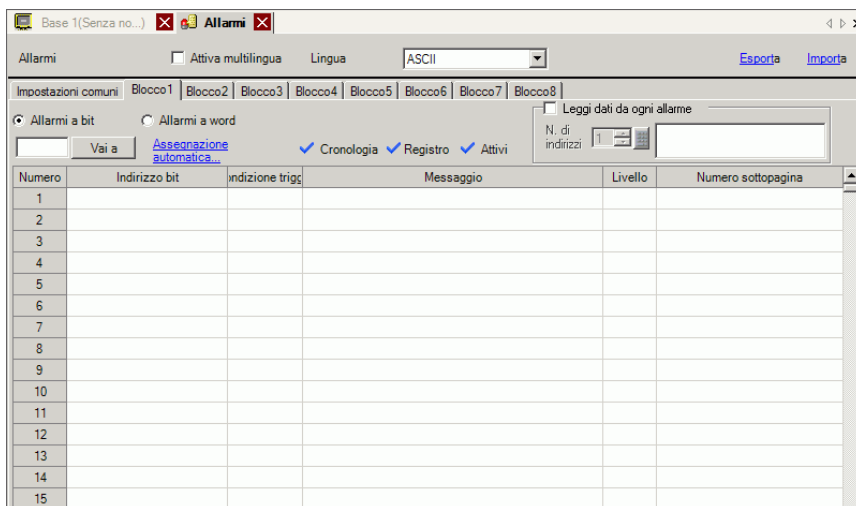 Base 1(Senza no...) Allarmi
Allarmi Attiva multilingua Lingua ASCII Esporta Importa
Impostazioni comuni Blocco1 Blocco2 Blocco3 Blocco4 Blocco5 Blocco6 Blocco7 Blocco8
Leggi dati da ogni allarme
Allarmi a bit Allarmi a word
N. di indirizzi 1
Vai a Assegnazione automatica... Cronologia Registro Attivi
Numero Indirizzo bit ondizione trigg Messaggio Livello Numero sottopagina
1
2
3
4
5
6
7
8
9
10
11
12
13
14
15